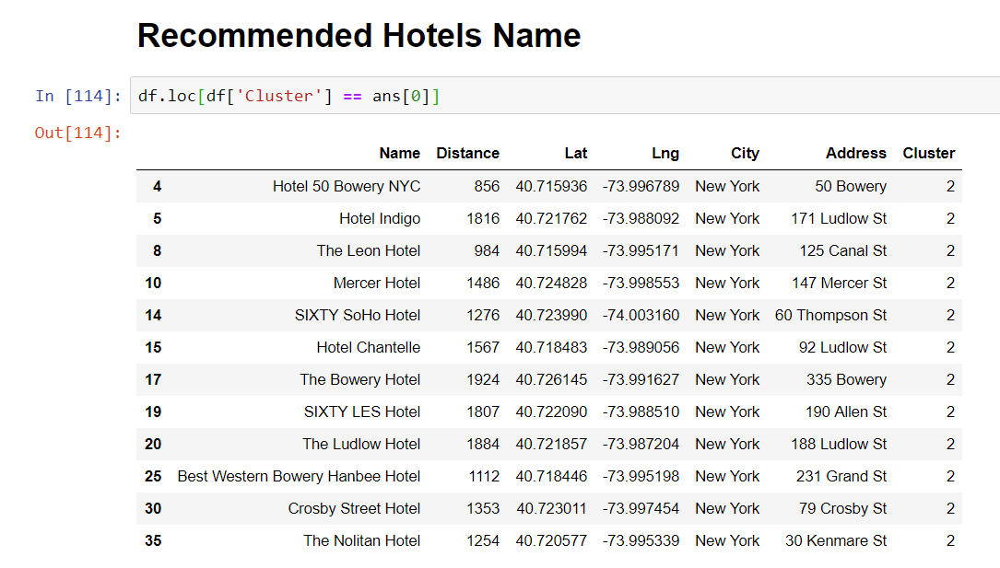 Recommended Hotels Name
In [114]: df.loc[df['Cluster'] == ans[0]]
Out[114]:
Name Distance Lat Lng City Address Cluster
4 Hotel 50 Bowery NYC 856 40.715936 -73.996789 New York 50 Bowery 2
5 Hotel Indigo 1816 40.721762 -73.988092 New York 171 Ludlow St 2
8 The Leon Hotel 984 40.715994 -73.995171 New York 125 Canal St 2
10 Mercer Hotel 1486 40.724828 -73.998553 New York 147 Mercer St 2
14 SIXTY SoHo Hotel 1276 40.723990 -74.003160 New York 60 Thompson St 2
15 Hotel Chantelle 1567 40.718483 -73.989056 New York 92 Ludlow St 2
17 The Bowery Hotel 1924 40.726145 -73.991627 New York 335 Bowery 2
19 SIXTY LES Hotel 1807 40.722090 -73.988510 New York 190 Allen St 2
20 The Ludlow Hotel 1884 40.721857 -73.987204 New York 188 Ludlow St 2
25 Best Western Bowery Hanbee Hotel 1112 40.718446 -73.995198 New York 231 Grand St 2
30 Crosby Street Hotel 1353 40.723011 -73.997454 New York 79 Crosby St 2
35 The Nolitan Hotel 1254 40.720577 -73.995339 New York 30 Kenmare St 2